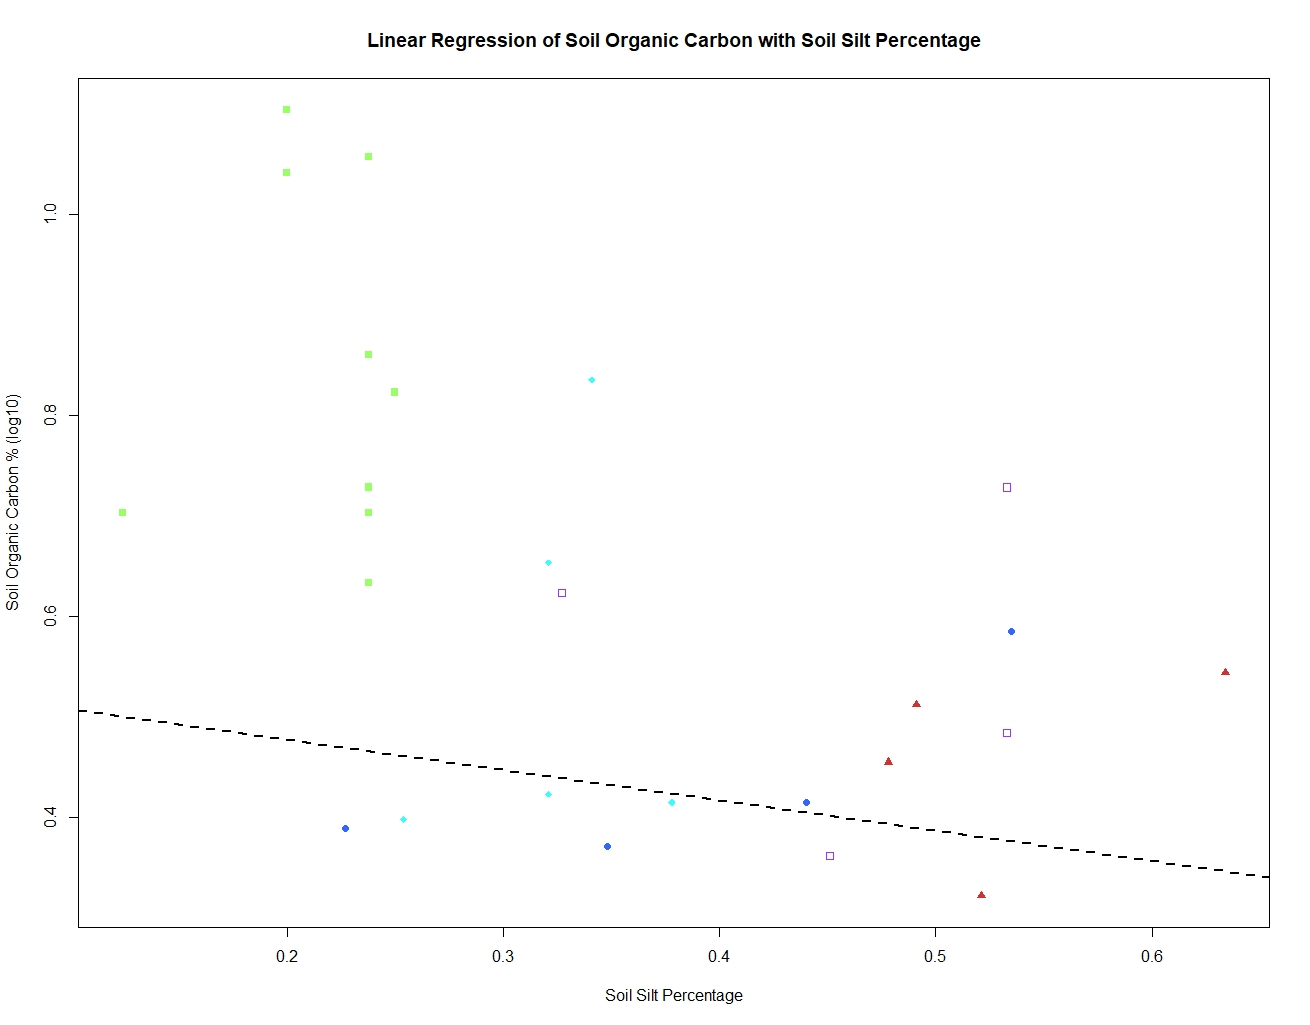 Linear Regression of Soil Organic Carbon with Soil Silt Percentage
Soil Organic Carbon % (log10)
1.0
0.8
0.6
0.4
0.2 0.3 0.4 0.5 0.6
Soil Silt Percentage